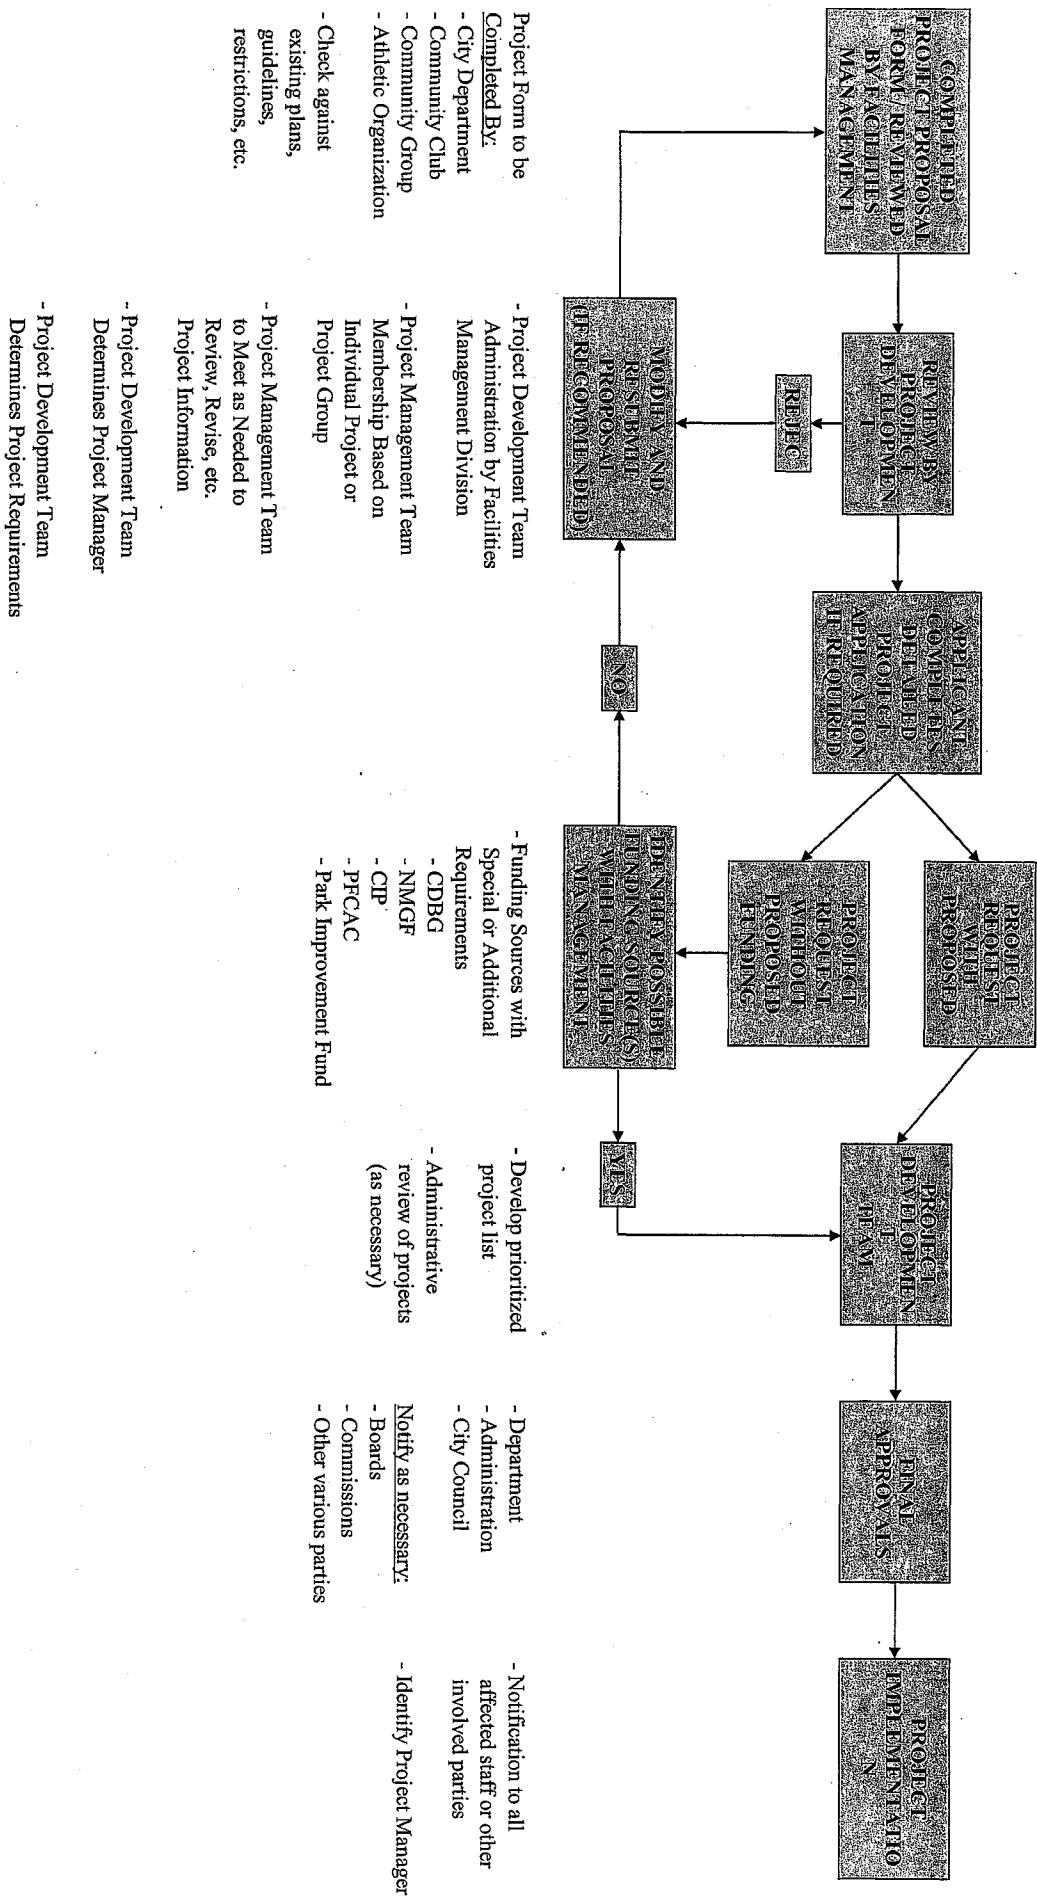 COMPLETED
PROJECT PROPOSAL
FORM / REVIEWED
BY FACILITIES
MANAGEMENT
REVIEW BY
PROJECT
DEVELOPMEN
T
APPLICANT
COMPLETES
DETAILED
PROJECT
APPLICATION
IF REQUIRED
PROJECT
REQUEST
WITH
PROPOSED
PROJECT
REQUEST
WITHOUT
PROPOSED
FUNDING
PROJECT
DEVELOPMEN
T
TEAM
FINAL
APPROVALS
PROJECT
IMPLEMENTATIO
N
REJEC
MODIFY AND
RESUBMIT
PROPOSAL
(IF RECOMMENDED)
NO
IDENTIFY POSSIBLE
FUNDING SOURCE(S)
WITH FACILITIES
MANAGEMENT
YES
Project Form to be
Completed By:
- City Department
- Community Club
- Community Group
- Athletic Organization
- Check against
existing plans,
guidelines,
restrictions, etc.
- Project Development Team
Administration by Facilities
Management Division
- Project Management Team
Membership Based on
Individual Project or
Project Group
- Project Management Team
to Meet as Needed to
Review, Revise, etc.
Project Information
- Project Development Team
Determines Project Manager
- Project Development Team
Determines Project Requirements
- Funding Sources with
Special or Additional
Requirements
- CDBG
- NMGF
- CIP
- PFCAC
- Park Improvement Fund
- Develop prioritized
project list
- Administrative
review of projects
(as necessary)
- Department
- Administration
- City Council
Notify as necessary:
- Boards
- Commissions
- Other various parties
- Notification to all
affected staff or other
involved parties
- Identify Project Manager